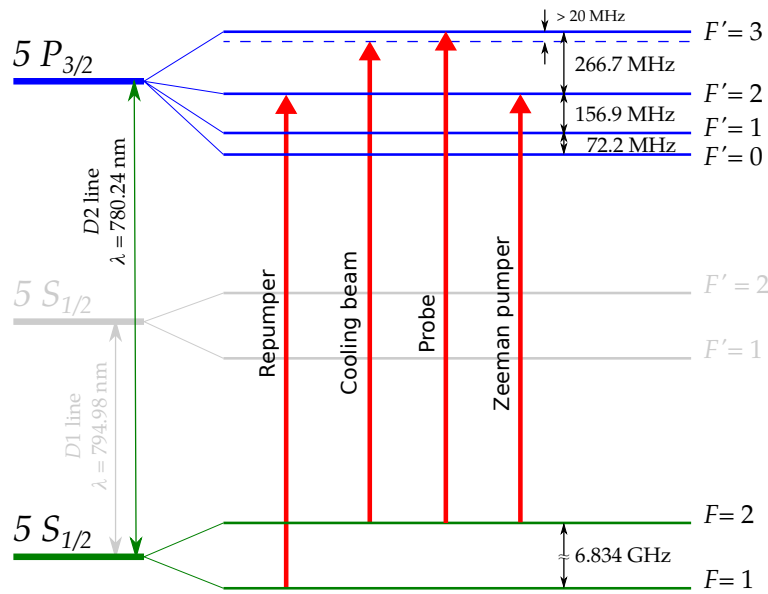 > 20 MHz
F' = 3
5 P3/2
266.7 MHz
F' = 2
156.9 MHz
F' = 1
72.2 MHz
F' = 0
D2 line
λ = 780.24 nm
5 S1/2
F' = 2
F' = 1
D1 line
λ = 794.98 nm
Repumper
Cooling beam
Probe
Zeeman pumper
F = 2
5 S1/2
≈ 6.834 GHz
F = 1